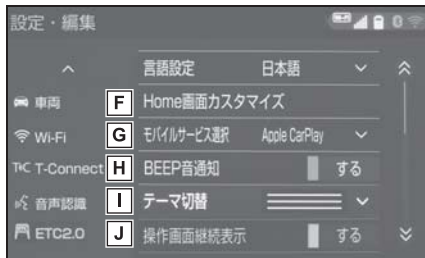 設定・編集
言語設定 日本語
車両 F Home画面カスタマイズ
Wi-Fi G モバイルサービス選択 Apple CarPlay
T-Connect H BEEP音通知 する
音声認識 I テーマ切替
ETC2.0 J 操作画面継続表示 する